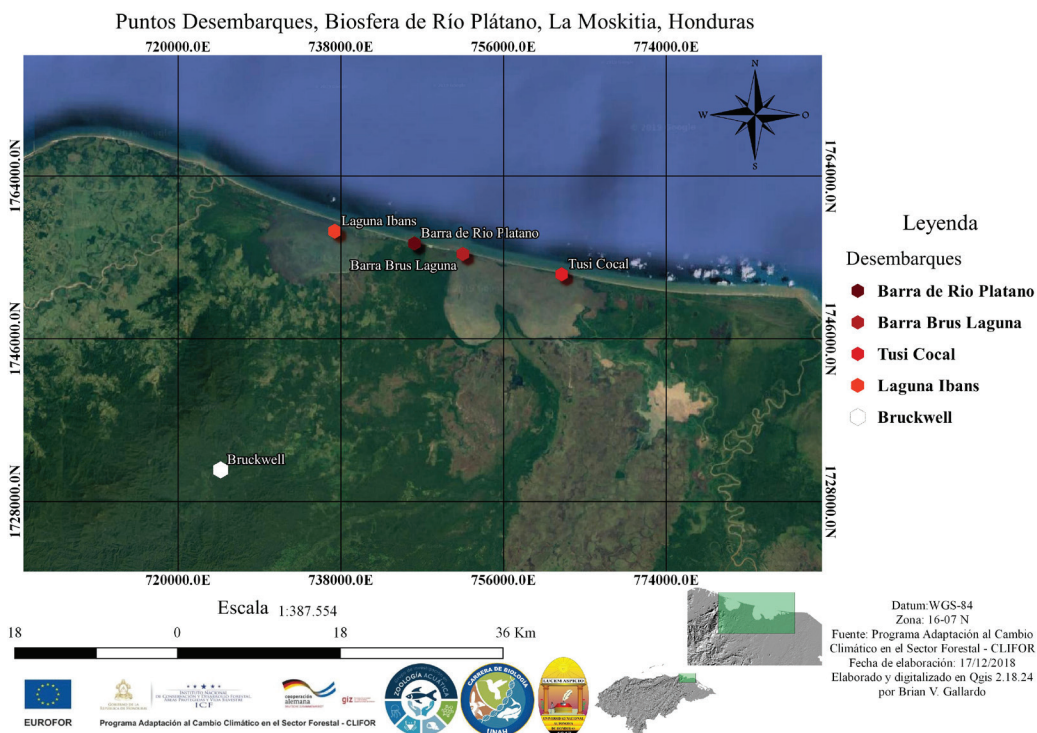 Puntos Desembarques, Biosfera de Río Plátano, La Moskitia, Honduras
720000.0E 738000.0E 756000.0E 774000.0E
N
W O
S
1764000.0N 1764000.0N
Laguna Ibans
Barra de Rio Platano
Barra Brus Laguna
Tusi Cocal
1746000.0N 1746000.0N
Bruckwell
1728000.0N 1728000.0N
720000.0E 738000.0E 756000.0E 774000.0E
Leyenda
Desembarques
Barra de Rio Platano
Barra Brus Laguna
Tusi Cocal
Laguna Ibans
Bruckwell
Escala 1:387.554
18 0 18 36 Km
Datum:WGS-84
Zona: 16-07 N
Fuente: Programa Adaptación al Cambio
Climático en el Sector Forestal - CLIFOR
Fecha de elaboración: 17/12/2018
Elaborado y digitalizado en Qgis 2.18.24
por Brian V. Gallardo
EUROFOR
ICF
cooperación
alemana
giz
Programa Adaptación al Cambio Climático en el Sector Forestal - CLIFOR
ZOOLOGÍA ACUÁTICA
CARRERA DE BIOLOGÍA
UNAH
LUCEM ASPICIO